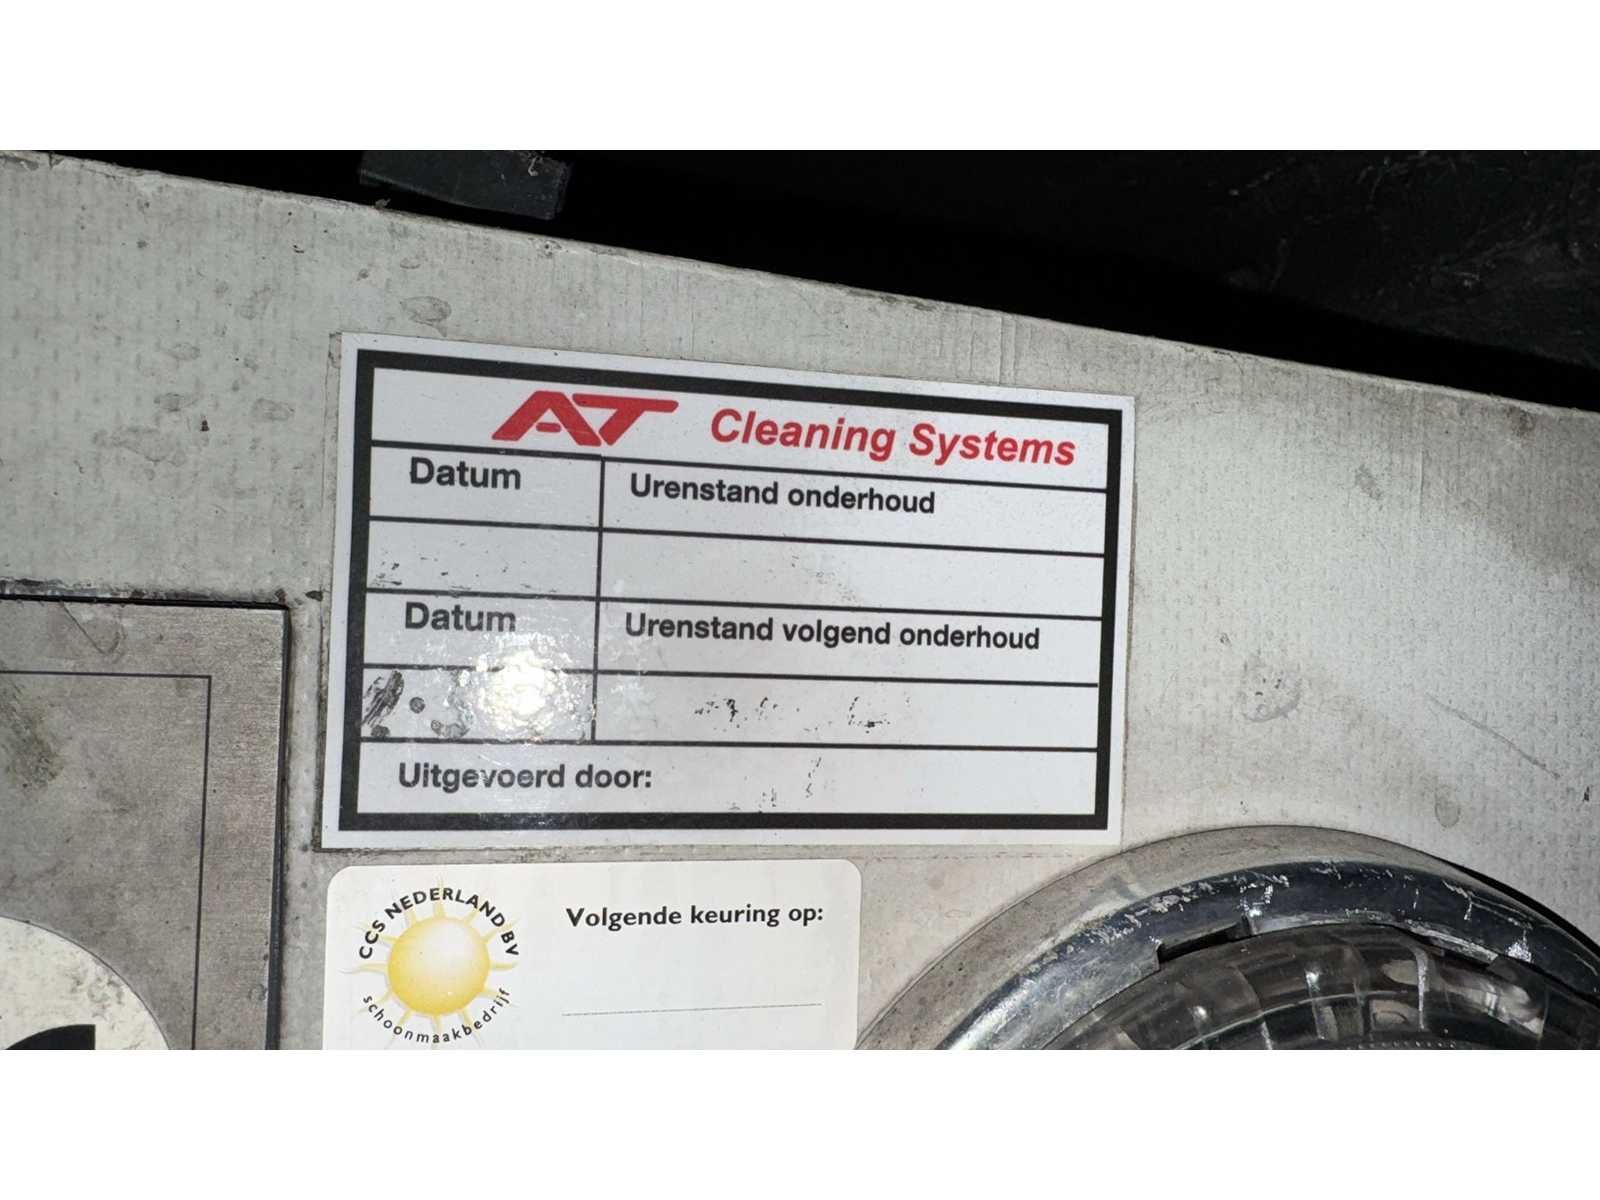 AT Cleaning Systems
Datum Urenstand onderhoud
Datum Urenstand volgend onderhoud
Uitgevoerd door:
CCS NEDERLAND BV
schoonmaakbedrijf
Volgende keuring op: